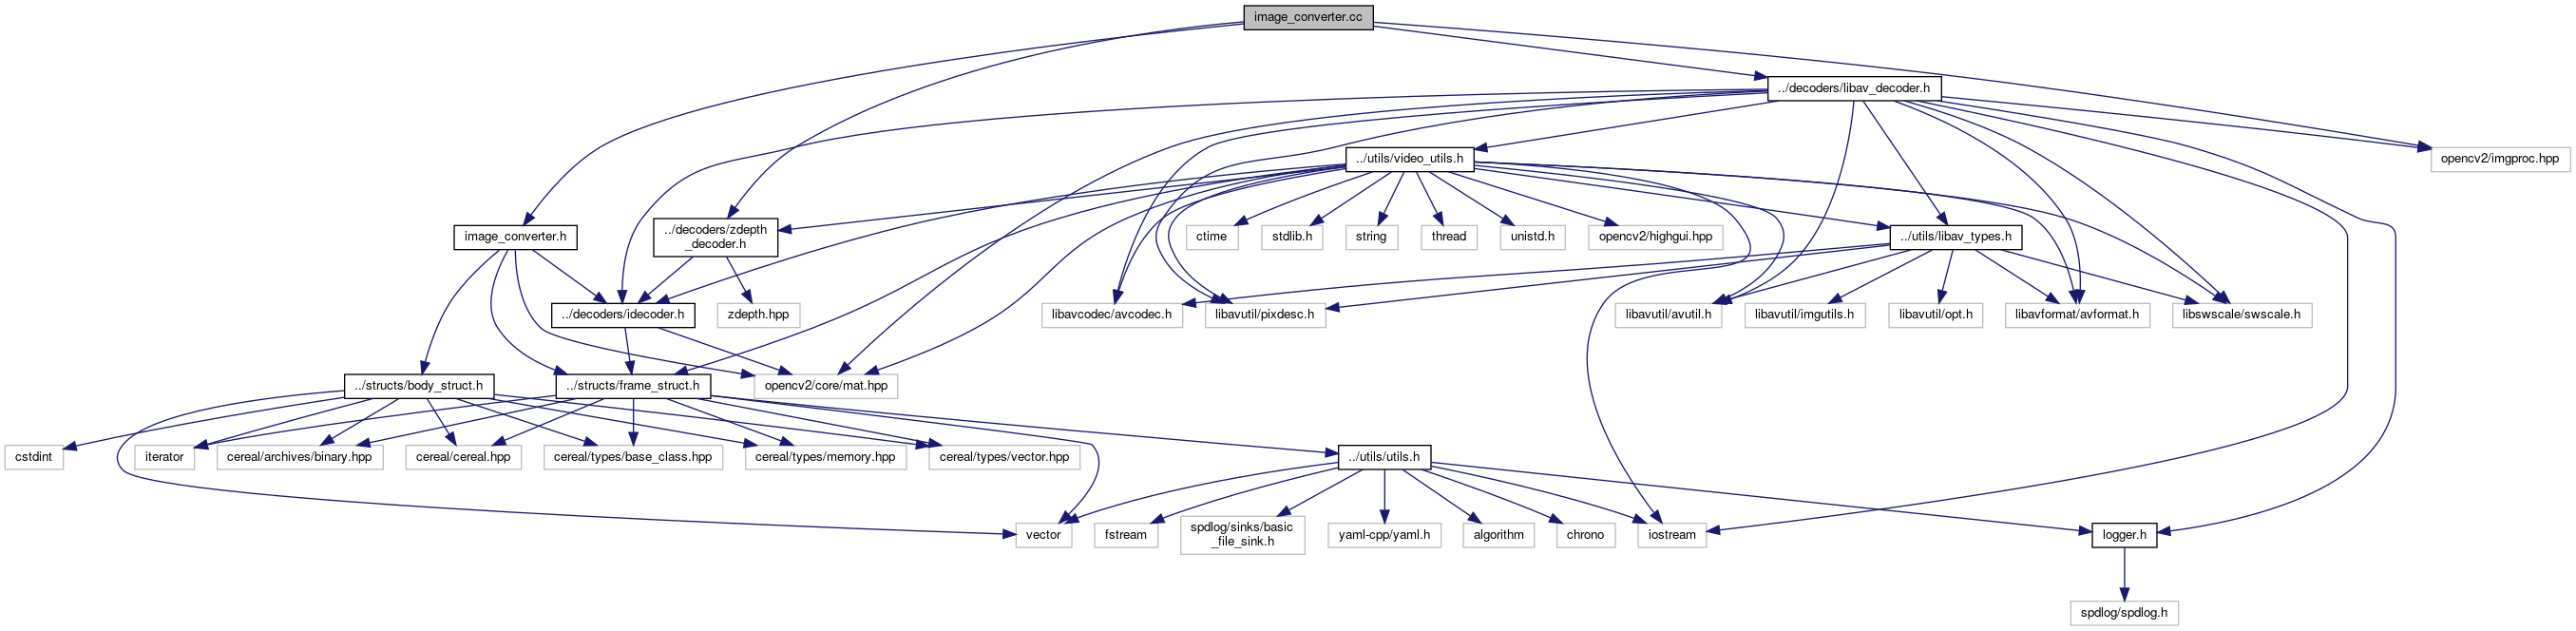 image_converter.cc
../decoders/libav_decoder.h
../utils/video_utils.h
opencv2/imgproc.hpp
image_converter.h
../decoders/zdepth
_decoder.h
ctime
stdlib.h
string
thread
unistd.h
opencv2/highgui.hpp
../utils/libav_types.h
../decoders/idecoder.h
zdepth.hpp
libavcodec/avcodec.h
libavutil/pixdesc.h
libavutil/avutil.h
libavutil/imgutils.h
libavutil/opt.h
libavformat/avformat.h
libswscale/swscale.h
../structs/body_struct.h
../structs/frame_struct.h
opencv2/core/mat.hpp
cstdint
iterator
cereal/archives/binary.hpp
cereal/cereal.hpp
cereal/types/base_class.hpp
cereal/types/memory.hpp
cereal/types/vector.hpp
../utils/utils.h
vector
fstream
spdlog/sinks/basic
_file_sink.h
yaml-cpp/yaml.h
algorithm
chrono
iostream
logger.h
spdlog/spdlog.h